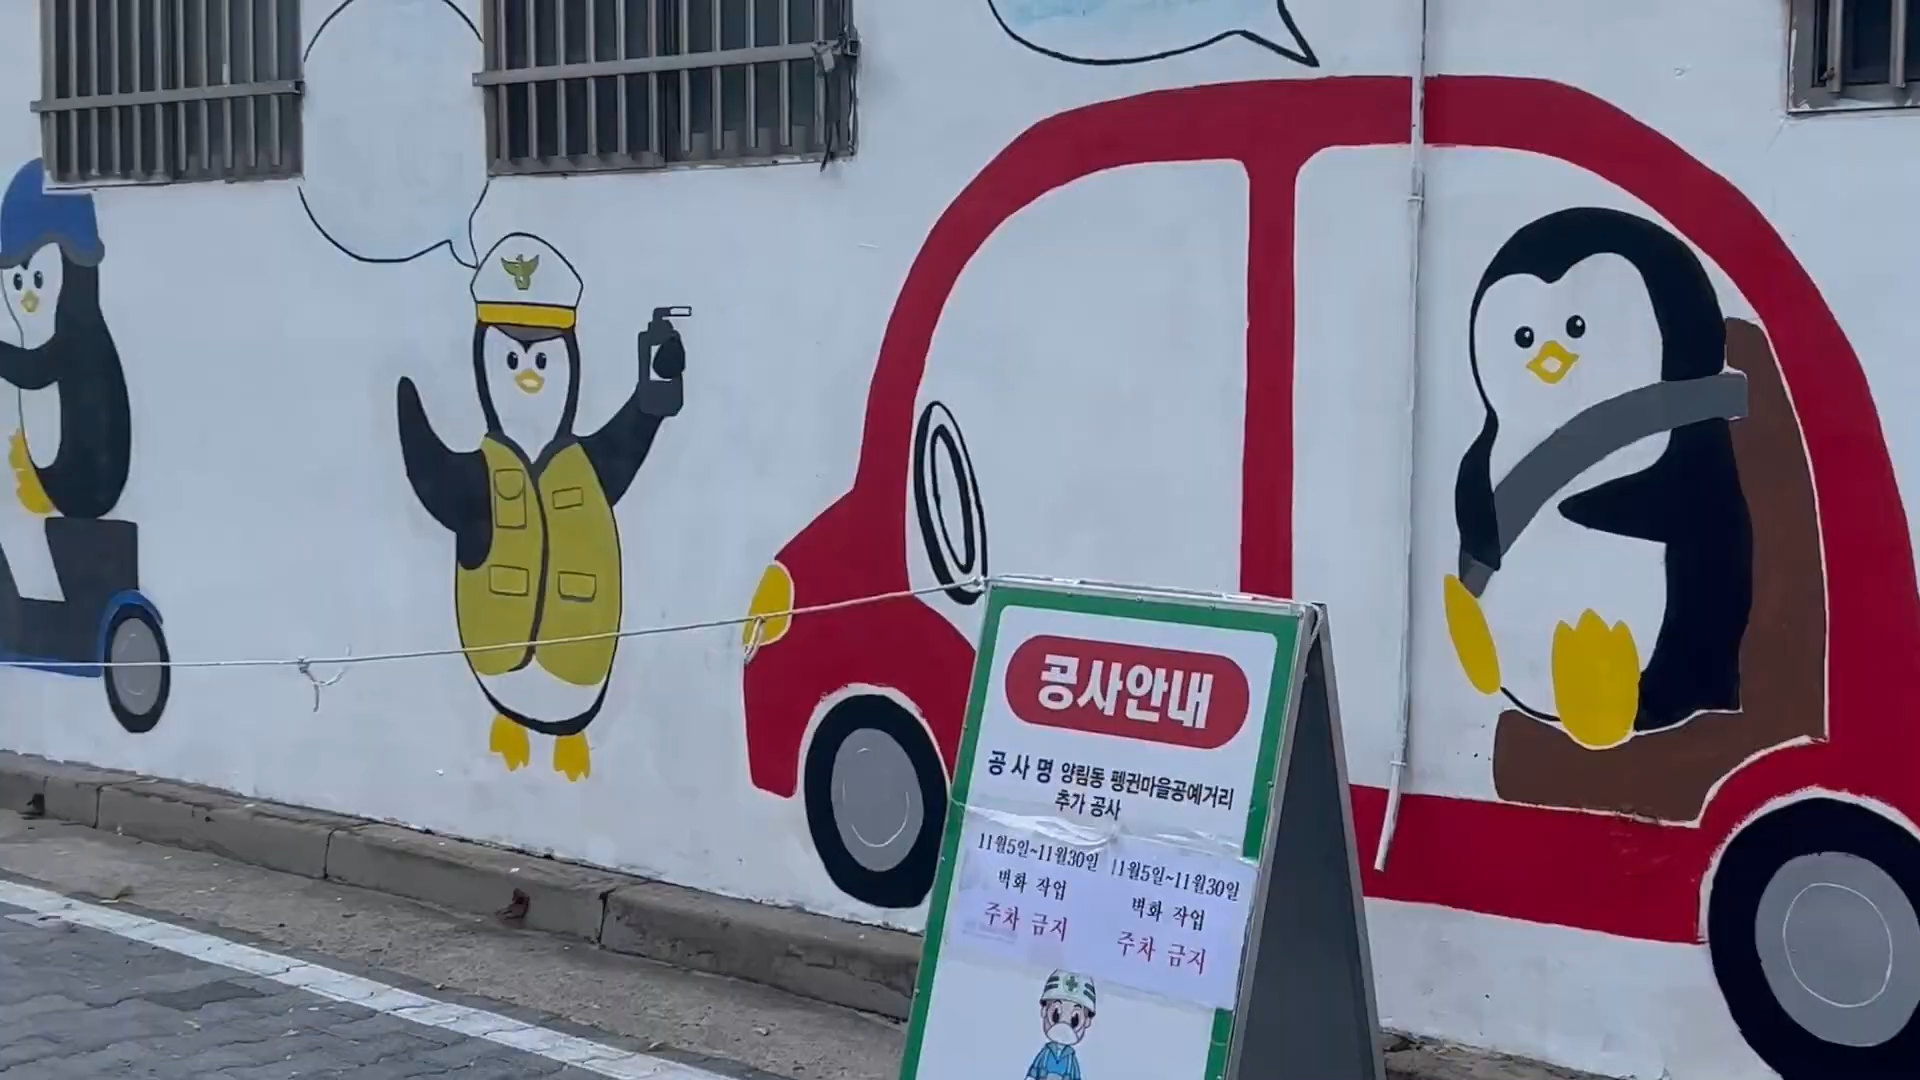 공사안내
공 사 명 양림동 펭귄마을공예거리
추가 공사
11월5일~11월30일
벽화 작업
주차 금지
11월5일~11월30일
벽화 작업
주차 금지